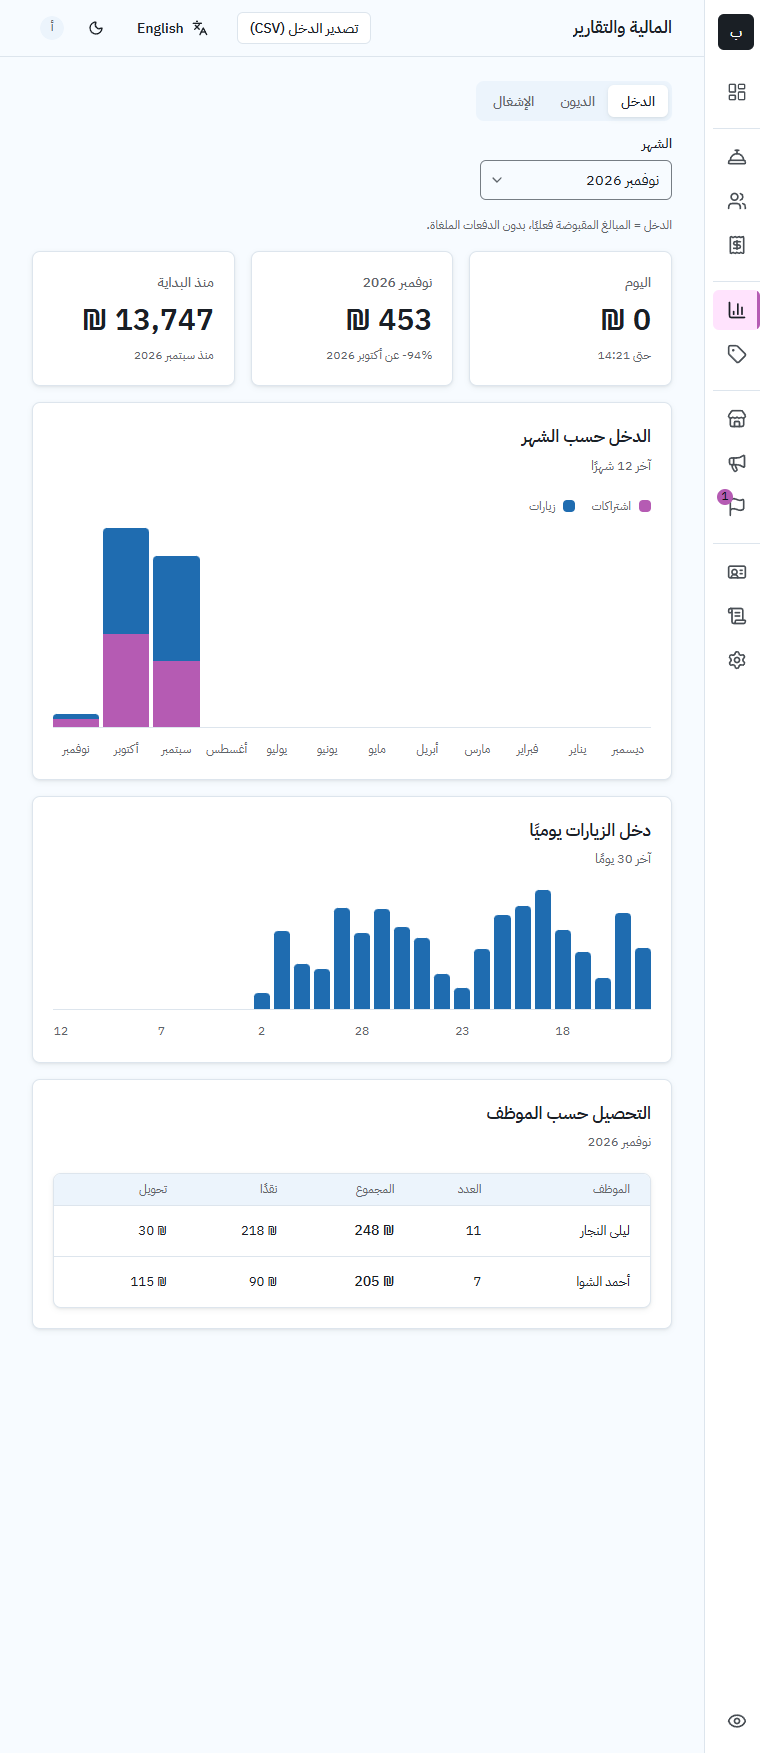 ب
المالية والتقارير
تصدير الدخل (CSV)
English
أ
الدخل
الديون
الإشغال
الشهر
نوفمبر 2026
الدخل = المبالغ المقبوضة فعليًا، بدون الدفعات الملغاة.
اليوم
₪ 0
حتى 14:21
نوفمبر 2026
₪ 453
-94% عن أكتوبر 2026
منذ البداية
₪ 13,747
منذ سبتمبر 2026
1
الدخل حسب الشهر
آخر 12 شهرًا
اشتراكات
زيارات
ديسمبر يناير فبراير مارس أبريل مايو يونيو يوليو أغسطس سبتمبر أكتوبر نوفمبر
دخل الزيارات يوميًا
آخر 30 يومًا
18 23 28 2 7 12
التحصيل حسب الموظف
نوفمبر 2026
الموظف العدد المجموع نقدًا تحويل
ليلى النجار 11 248 ₪ 218 ₪ 30 ₪
أحمد الشوا 7 205 ₪ 90 ₪ 115 ₪